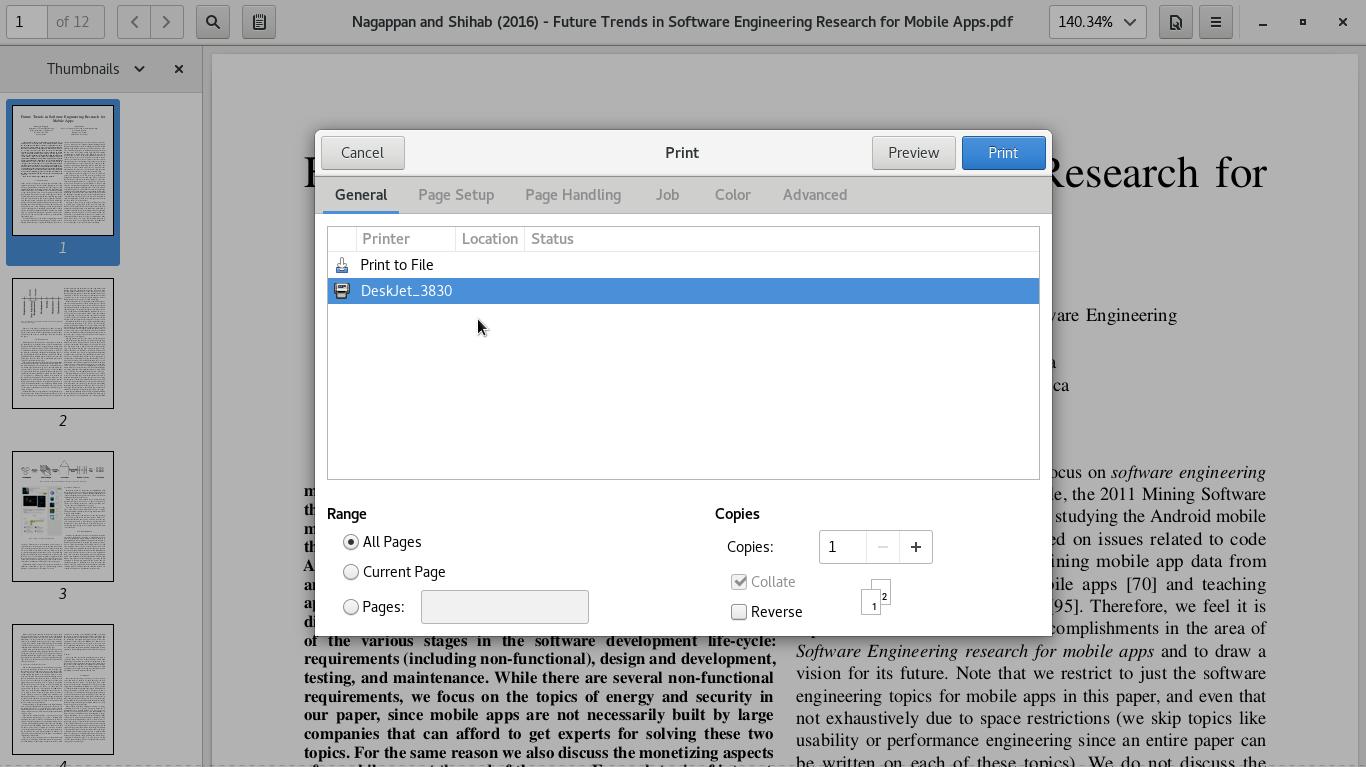 1 of 12
Nagappan and Shihab (2016) - Future Trends in Software Engineering Research for Mobile Apps.pdf
140.34%
Thumbnails
1
2
3
4
Cancel
Print
Preview
Print
General
Page Setup
Page Handling
Job
Color
Advanced
Printer
Location
Status
Print to File
DeskJet_3830
Range
All Pages
Current Page
Pages:
Copies
Copies:
1
Collate
Reverse
1
2
Research for
Engineering
of the various stages in the software development life-cycle:
requirements (including non-functional), design and development,
testing, and maintenance. While there are several non-functional
requirements, we focus on the topics of energy and security in
our paper, since mobile apps are not necessarily built by large
companies that can afford to get experts for solving these two
topics. For the same reason we also discuss the monetizing aspects
on software engineering
the 2011 Mining Software
studying the Android mobile
on issues related to code
mobile app data from
apps [70] and teaching
[95]. Therefore, we feel it is
in the area of
Software Engineering research for mobile apps and to draw a
vision for its future. Note that we restrict to just the software
engineering topics for mobile apps in this paper, and even that
not exhaustively due to space restrictions (we skip topics like
usability or performance engineering since an entire paper can
be written on each of these topics). We do not discuss the